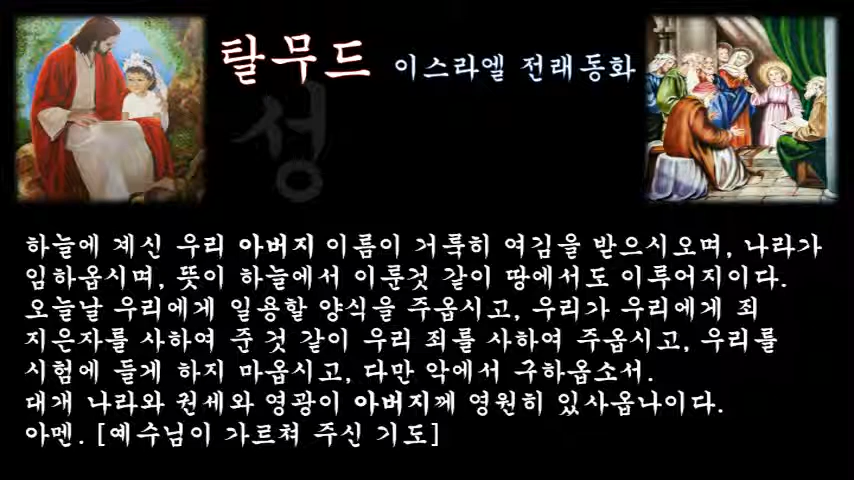 탈무드 이스라엘 전래동화
성
하늘에 계신 우리 아버지 이름이 거룩히 여김을 받으시오며, 나라가
임하옵시며, 뜻이 하늘에서 이룬것 같이 땅에서도 이루어지이다.
오늘날 우리에게 일용할 양식을 주옵시고, 우리가 우리에게 죄
지은자를 사하여 준 것 같이 우리 죄를 사하여 주옵시고, 우리를
시험에 들게 하지 마옵시고, 다만 악에서 구하옵소서.
대개 나라와 권세와 영광이 아버지께 영원히 있사옵나이다.
아멘. [예수님이 가르쳐 주신 기도]